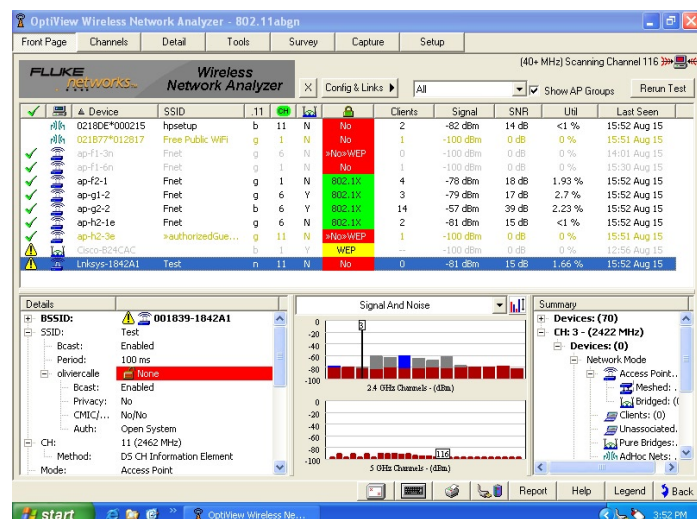 OptiView Wireless Network Analyzer - 802.11abgn
Front Page Channels Detail Tools Survey Capture Setup
(40+ MHz) Scanning Channel 116
FLUKE networks. Wireless Network Analyzer X Config & Links All Show AP Groups Rerun Test
Device SSID .11 CH Clients Signal SNR Util Last Seen
0218DE*000215 hpsetup b 11 N No 2 -82 dBm 14 dB <1 % 15:52 Aug 15
021B77*012817 Free Public WiFi g 1 N No 1 -100 dBm 0 dB 0 % 15:51 Aug 15
ap-f1-3n Fnet g 6 N »No»WEP 0 -100 dBm 0 dB 0 % 14:01 Aug 15
ap-f1-6n Fnet g 1 N No 1 -100 dBm 0 dB 0 % 15:30 Aug 15
ap-f2-1 Fnet g 1 N 802.1X 4 -78 dBm 18 dB 1.93 % 15:52 Aug 15
ap-g1-2 Fnet g 6 Y 802.1X 3 -79 dBm 17 dB 2.7 % 15:52 Aug 15
ap-g2-2 Fnet b 6 Y 802.1X 14 -57 dBm 39 dB 2.23 % 15:52 Aug 15
ap-h2-1e Fnet g 6 N 802.1X 2 -81 dBm 15 dB <1 % 15:52 Aug 15
ap-h2-3e »authorizedGue... g 11 N »No»WEP 1 -100 dBm 0 dB 0 % 15:51 Aug 15
Cisco-B24CAC b 1 Y WEP -- -100 dBm 0 dB 0 % 12:56 Aug 15
Lnksys-1842A1 Test n 11 N No 0 -81 dBm 15 dB 1.66 % 15:52 Aug 15
Details
BSSID: 001839-1842A1
SSID: Test
Bcast: Enabled
Period: 100 ms
oliviercalle None
Bcast: Enabled
Privacy: No
CMIC/... No/No
Auth: Open System
CH: 11 (2462 MHz)
Method: DS CH Information Element
Mode: Access Point
Signal And Noise
3
0
-20
-40
-60
-80
-100
2.4 GHz Channels - (dBm)
0
-20
-40
-60
-80
-100
116
5 GHz Channels - (dBm)
Summary
Devices: (70)
CH: 3 - (2422 MHz)
Devices: (0)
Network Mode
Access Point..
Meshed: .
Bridged: (
Clients: (0)
Unassociated.
Pure Bridges:.
AdHoc Nets: .
Report Help Legend Back
start OptiView Wireless Ne... 3:52 PM